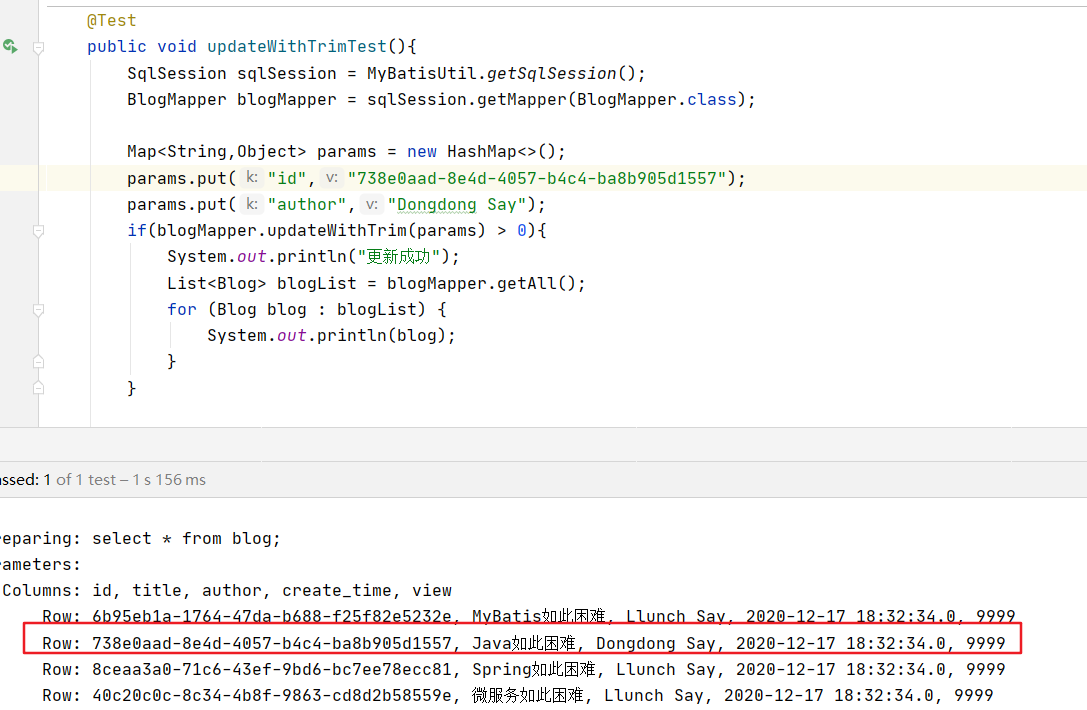 @Test
public void updateWithTrimTest(){
SqlSession sqlSession = MyBatisUtil.getSqlSession();
BlogMapper blogMapper = sqlSession.getMapper(BlogMapper.class);
Map<String,Object> params = new HashMap<>();
params.put( k: "id", v: "738e0aad-8e4d-4057-b4c4-ba8b905d1557");
params.put( k: "author", v: "Dongdong Say");
if(blogMapper.updateWithTrim(params) > 0){
System.out.println("更新成功");
List<Blog> blogList = blogMapper.getAll();
for (Blog blog : blogList) {
System.out.println(blog);
}
}
assed: 1 of 1 test – 1 s 156 ms
eparing: select * from blog;
ameters:
Columns: id, title, author, create_time, view
Row: 6b95eb1a-1764-47da-b688-f25f82e5232e, MyBatis如此困难, Llunch Say, 2020-12-17 18:32:34.0, 9999
Row: 738e0aad-8e4d-4057-b4c4-ba8b905d1557, Java如此困难, Dongdong Say, 2020-12-17 18:32:34.0, 9999
Row: 8ceaa3a0-71c6-43ef-9bd6-bc7ee78ecc81, Spring如此困难, Llunch Say, 2020-12-17 18:32:34.0, 9999
Row: 40c20c0c-8c34-4b8f-9863-cd8d2b58559e, 微服务如此困难, Llunch Say, 2020-12-17 18:32:34.0, 9999